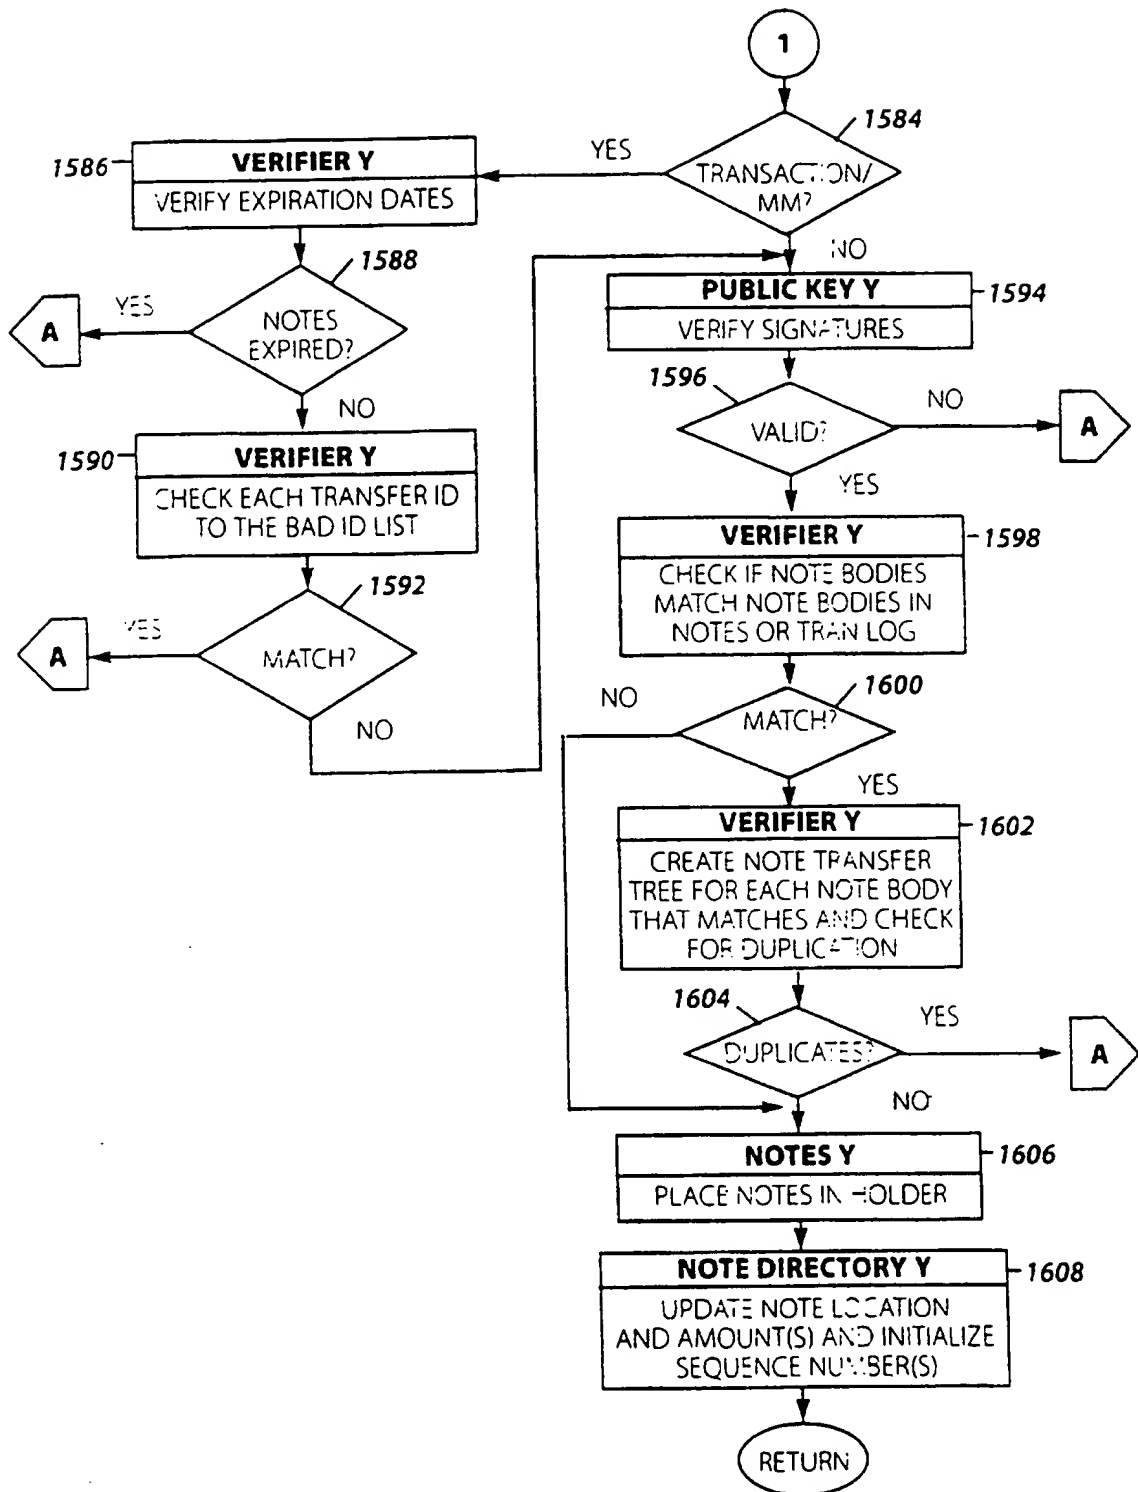 1
1584
TRANSACTION/
MM?
YES
NO
1586
VERIFIER Y
VERIFY EXPIRATION DATES
1588
NOTES
EXPIRED?
YES
A
NO
1590
VERIFIER Y
CHECK EACH TRANSFER ID
TO THE BAD ID LIST
1592
MATCH?
YES
A
NO
PUBLIC KEY Y
1594
VERIFY SIGNATURES
1596
VALID?
NO
A
YES
VERIFIER Y
1598
CHECK IF NOTE BODIES
MATCH NOTE BODIES IN
NOTES OR TRAN LOG
1600
MATCH?
NO
YES
VERIFIER Y
1602
CREATE NOTE TRANSFER
TREE FOR EACH NOTE BODY
THAT MATCHES AND CHECK
FOR DUPLICATION
1604
DUPLICATES?
YES
A
NO
NOTES Y
1606
PLACE NOTES IN HOLDER
NOTE DIRECTORY Y
1608
UPDATE NOTE LOCATION
AND AMOUNT(S) AND INITIALIZE
SEQUENCE NUMBER(S)
RETURN